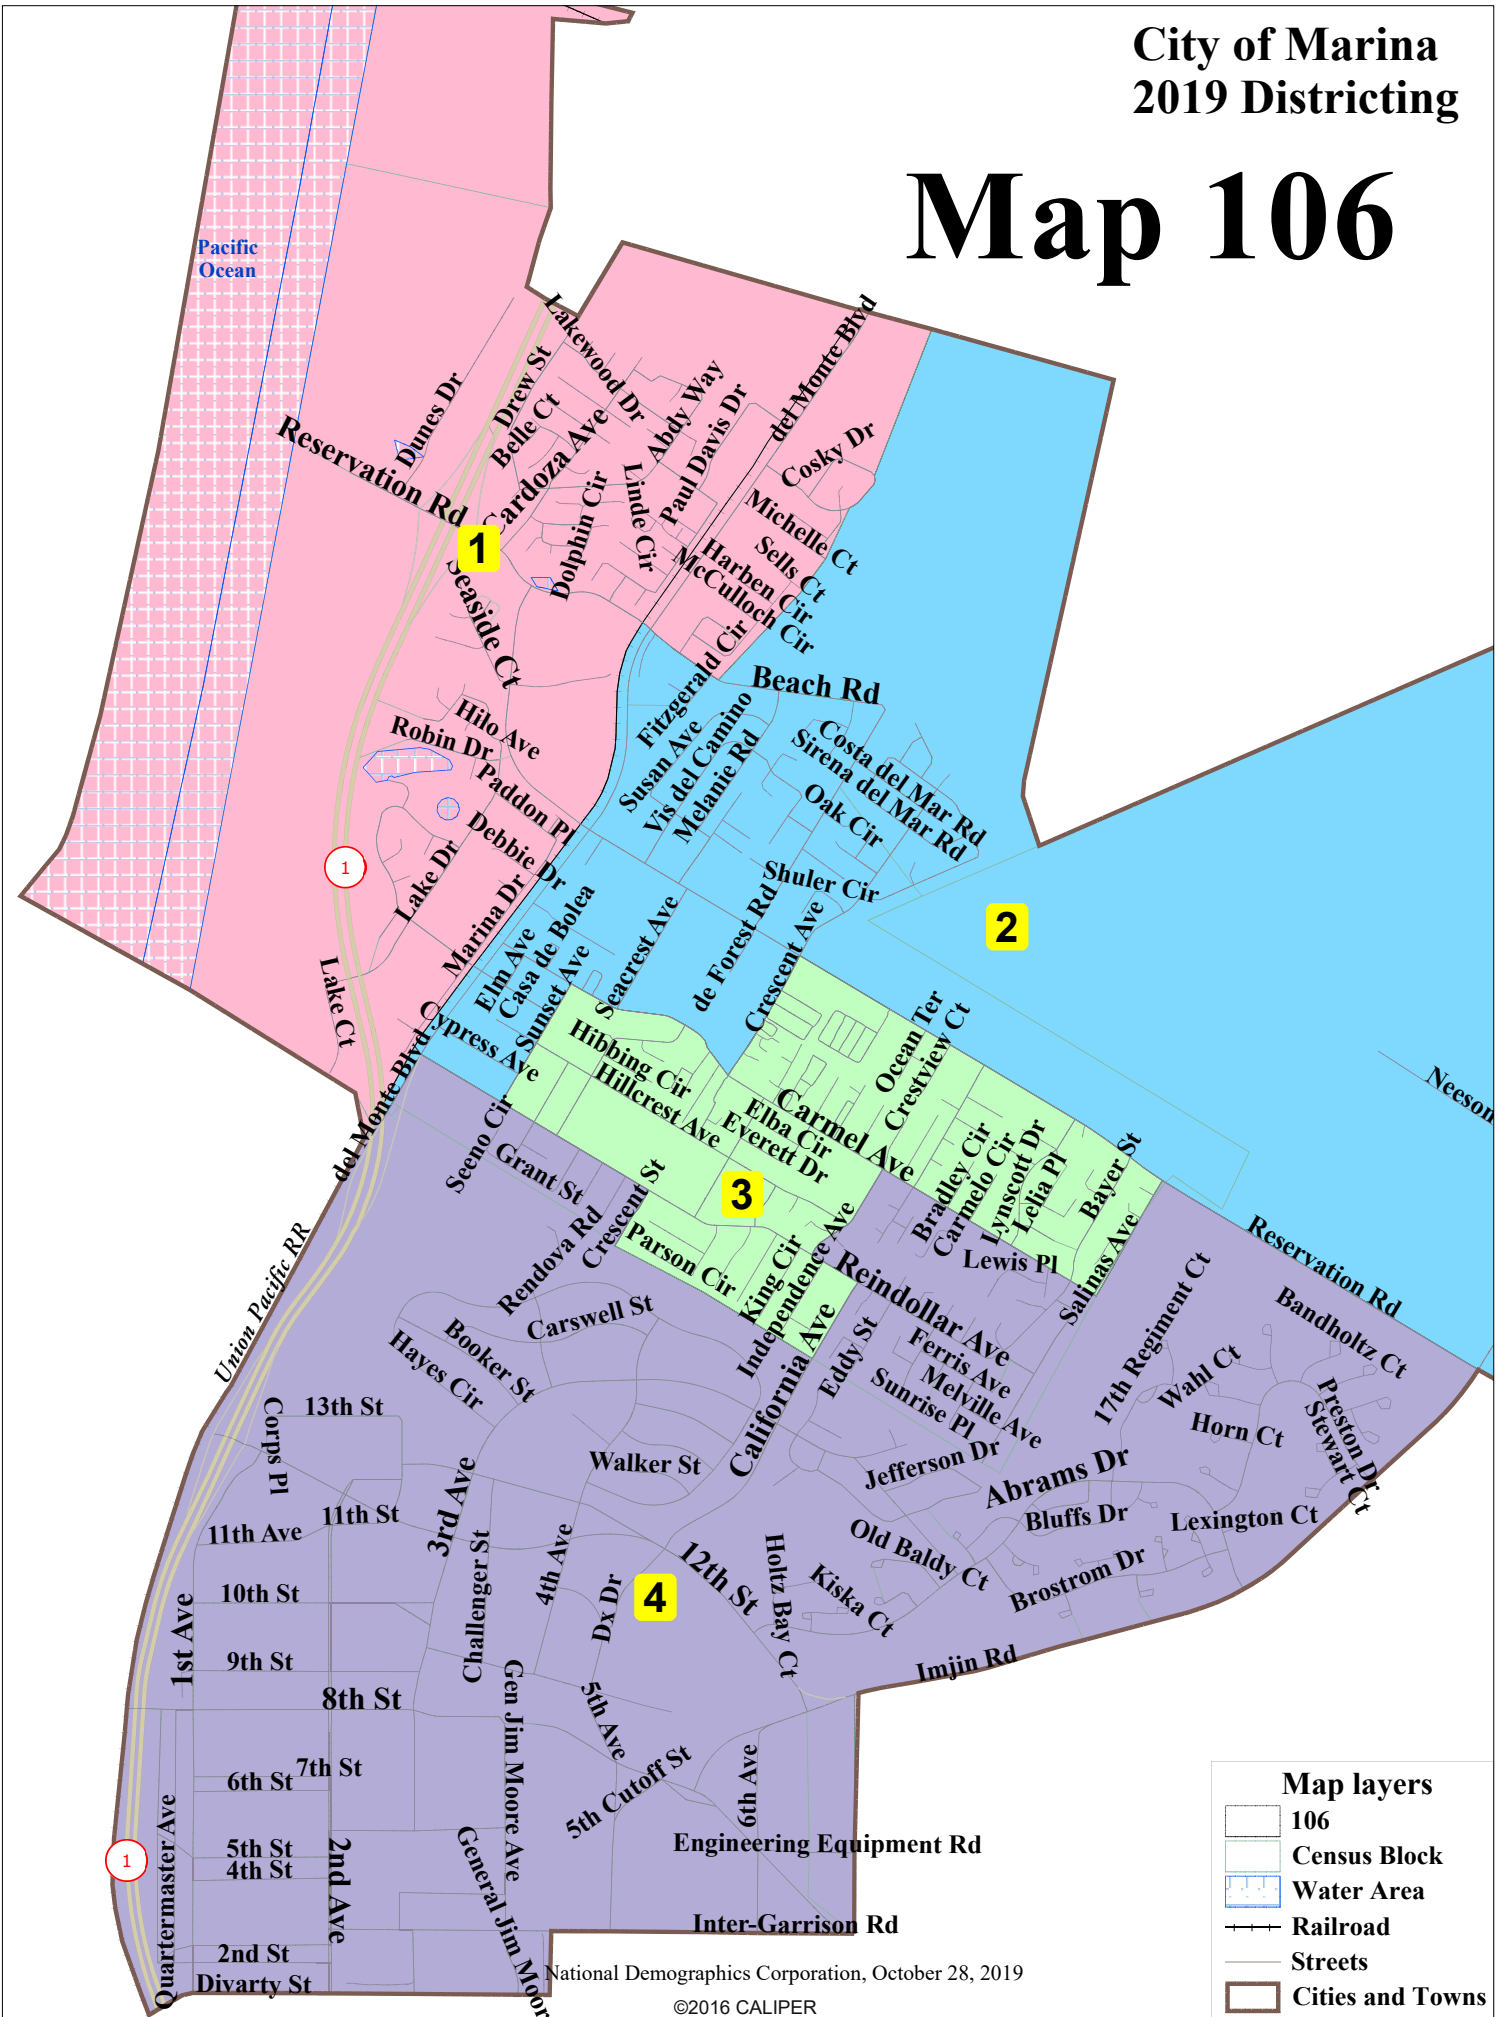 City of Marina
2019 Districting
Map 106
Pacific
Ocean
Lakewood Dr
del Monte Blvd
Drew St
Dunes Dr
Belle Ct
Abdy Way
Paul Davis Dr
Reservation Rd
Cardoza Ave
Cosky Dr
Linde Cir
Dolphin Cir
Michelle Ct
1
Sells Ct
Harben Cir
McCulloch Cir
Seaside Ct
Fitzgerald Cir
Beach Rd
Hilo Ave
Robin Dr
Susan Ave
Vis del Camino
Melanie Rd
Costa del Mar Rd
Sirena del Mar Rd
Paddon Pl
Oak Cir
Debbie Dr
1
Lake Dr
Shuler Cir
Marina Dr
Elm Ave
Casa de Bolea
Sunset Ave
Seacrest Ave
de Forest Rd
Crescent Ave
2
Lake Ct
Cypress Ave
Hibbing Cir
Hillcrest Ave
Ocean Ter
Crestview Ct
Neeson
del Monte Blvd
Seeno Cir
Elba Cir
Everett Dr
Carmel Ave
Grant St
Crescent St
3
Bradley Cir
Carmelo Cir
Lynscott Dr
Lelia Pl
Bayer St
Salinas Ave
Lewis Pl
Rendova Rd
Parson Cir
King Cir
Independence Ave
Reindollar Ave
Reservation Rd
Union Pacific RR
Carswell St
California Ave
Eddy St
17th Regiment Ct
Bandholtz Ct
Booker St
Hayes Cir
Ferris Ave
Melville Ave
Sunrise Pl
Wahl Ct
Horn Ct
Preston Dr
Stewart Ct
13th St
Corps Pl
Walker St
Jefferson Dr
Abrams Dr
3rd Ave
11th St
11th Ave
Bluffs Dr
Lexington Ct
Challenger St
4th Ave
12th St
Holtz Bay Ct
Old Baldy Ct
Kiska Ct
Brostrom Dr
10th St
Dx Dr
4
1st Ave
9th St
Imjin Rd
8th St
Gen Jim Moore Ave
5th Ave
7th St
6th St
5th Cutoff St
6th Ave
Quartermaster Ave
5th St
4th St
2nd Ave
General Jim Moor
Engineering Equipment Rd
1
Inter-Garrison Rd
2nd St
Divarty St
National Demographics Corporation, October 28, 2019
©2016 CALIPER
Map layers
106
Census Block
Water Area
Railroad
Streets
Cities and Towns